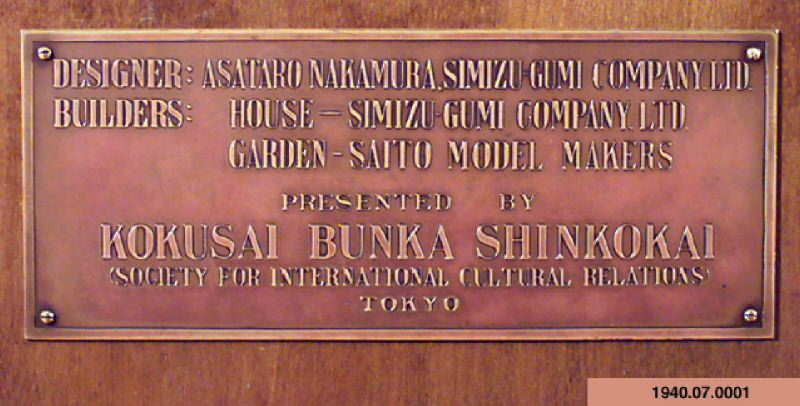 DESIGNER: ASATARO NAKAMURA, SIMIZU-GUMI COMPANY, LTD.
BUILDERS: HOUSE – SIMIZU-GUMI COMPANY, LTD.
GARDEN - SAITO MODEL MAKERS
PRESENTED BY
KOKUSAI BUNKA SHINKOKAI
(SOCIETY FOR INTERNATIONAL CULTURAL RELATIONS)
TOKYO
1940.07.0001